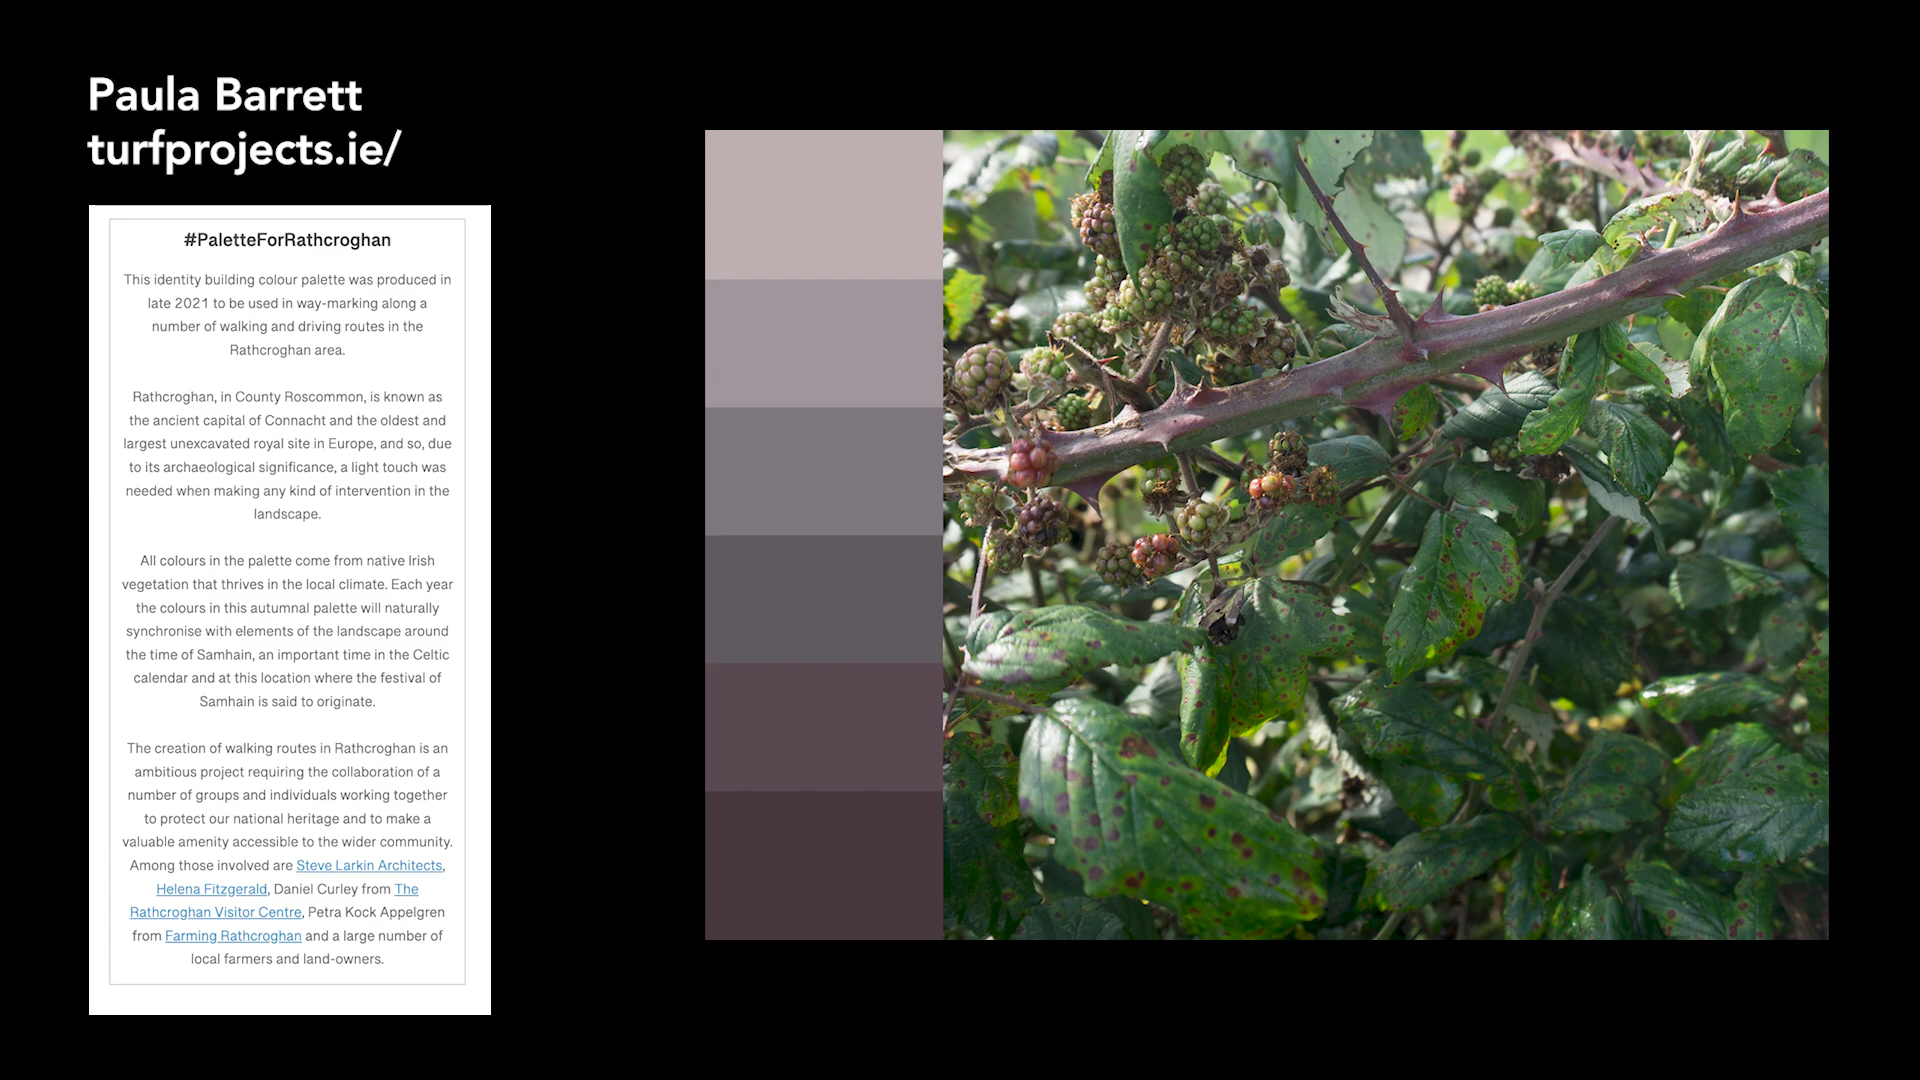 Paula Barrett
turfprojects.ie/
#PaletteForRathcroghan
This identity building colour palette was produced in
late 2021 to be used in way-marking along a
number of walking and driving routes in the
Rathcroghan area.
Rathcroghan, in County Roscommon, is known as
the ancient capital of Connacht and the oldest and
largest unexcavated royal site in Europe, and so, due
to its archaeological significance, a light touch was
needed when making any kind of intervention in the
landscape.
All colours in the palette come from native Irish
vegetation that thrives in the local climate. Each year
the colours in this autumnal palette will naturally
synchronise with elements of the landscape around
the time of Samhain, an important time in the Celtic
calendar and at this location where the festival of
Samhain is said to originate.
The creation of walking routes in Rathcroghan is an
ambitious project requiring the collaboration of a
number of groups and individuals working together
to protect our national heritage and to make a
valuable amenity accessible to the wider community.
Among those involved are Steve Larkin Architects,
Helena Fitzgerald, Daniel Curley from The
Rathcroghan Visitor Centre, Petra Kock Appelgren
from Farming Rathcroghan and a large number of
local farmers and land-owners.